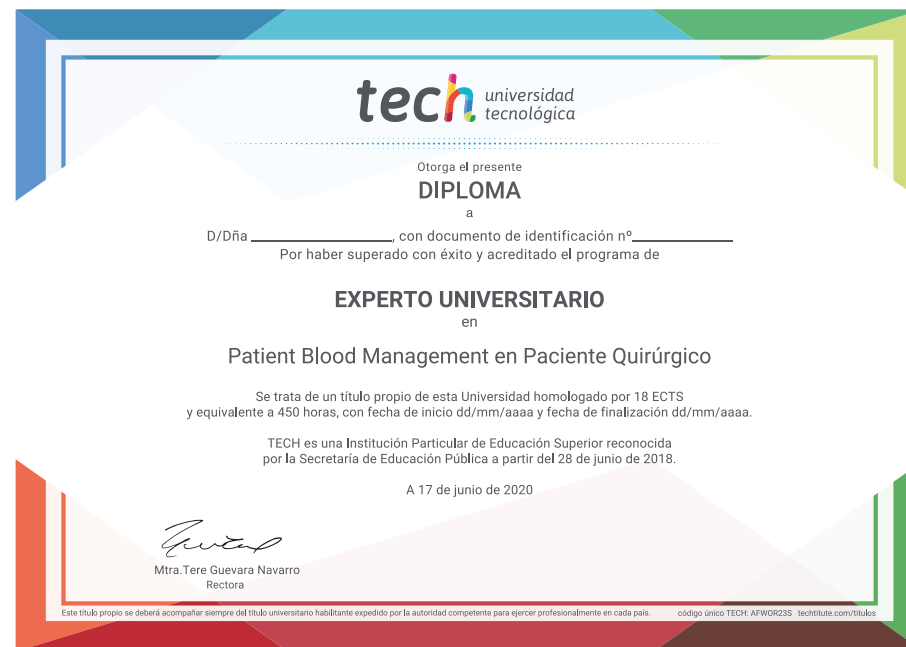 tech universidad
tecnológica
Otorga el presente
DIPLOMA
a
D/Dña ______________, con documento de identificación nº__________
Por haber superado con éxito y acreditado el programa de
EXPERTO UNIVERSITARIO
en
Patient Blood Management en Paciente Quirúrgico
Se trata de un título propio de esta Universidad homologado por 18 ECTS
y equivalente a 450 horas, con fecha de inicio dd/mm/aaaa y fecha de finalización dd/mm/aaaa.
TECH es una Institución Particular de Educación Superior reconocida
por la Secretaría de Educación Pública a partir del 28 de junio de 2018.
A 17 de junio de 2020
Mtra.Tere Guevara Navarro
Rectora
Este título propio se deberá acompañar siempre del título universitario habilitante expedido por la autoridad competente para ejercer profesionalmente en cada país. código único TECH: AFWOR23S techtitute.com/titulos